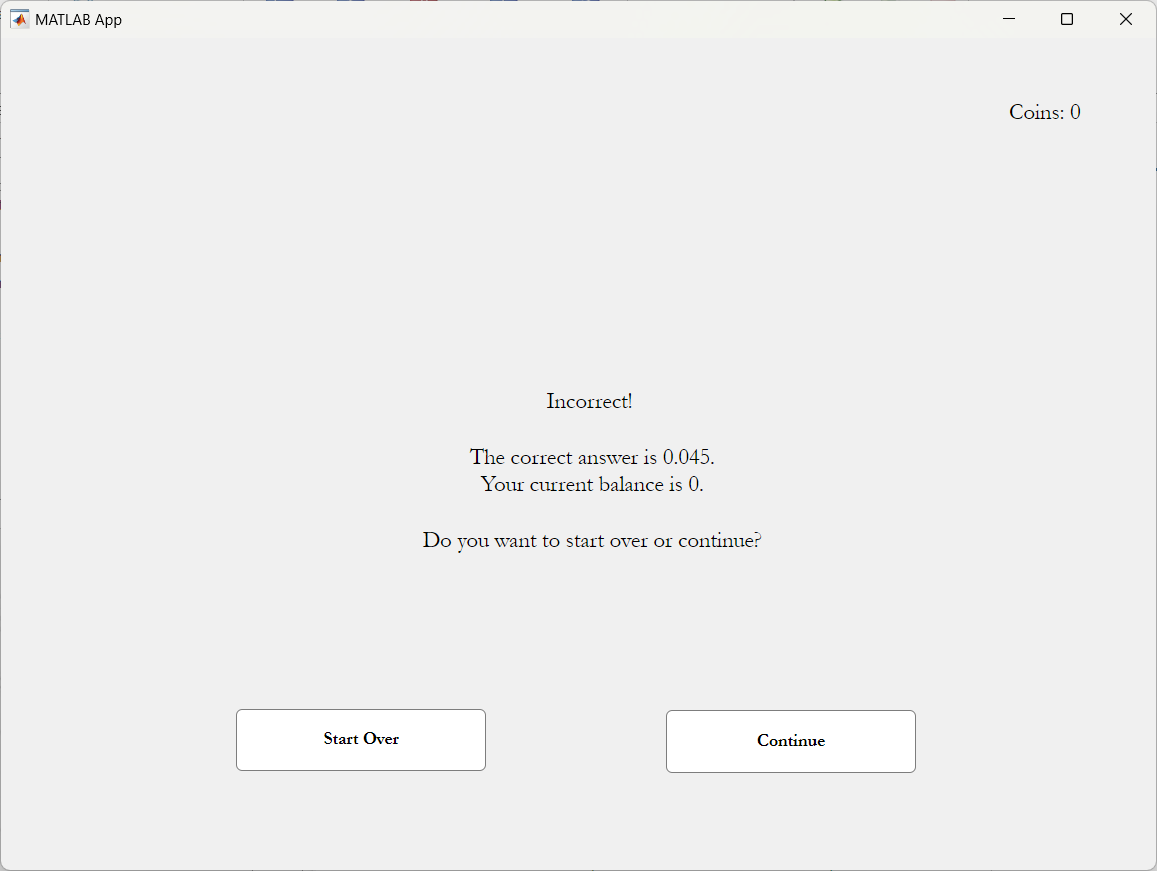 MATLAB App
Coins: 0
Incorrect!
The correct answer is 0.045.
Your current balance is 0.
Do you want to start over or continue?
Start Over
Continue